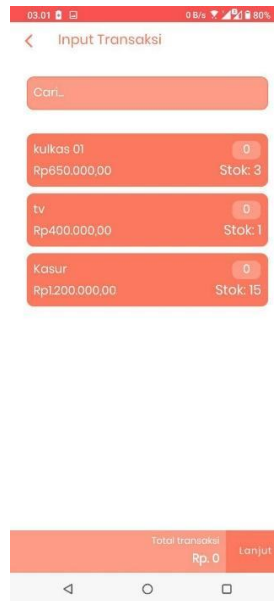 03.01 0 B/s 80%
Input Transaksi
Cari...
kulkas 01 0
Rp650.000,00 Stok: 3
tv 0
Rp400.000,00 Stok: 1
Kasur 0
Rp1.200.000,00 Stok: 15
Total transaksi
Rp. 0 Lanjut